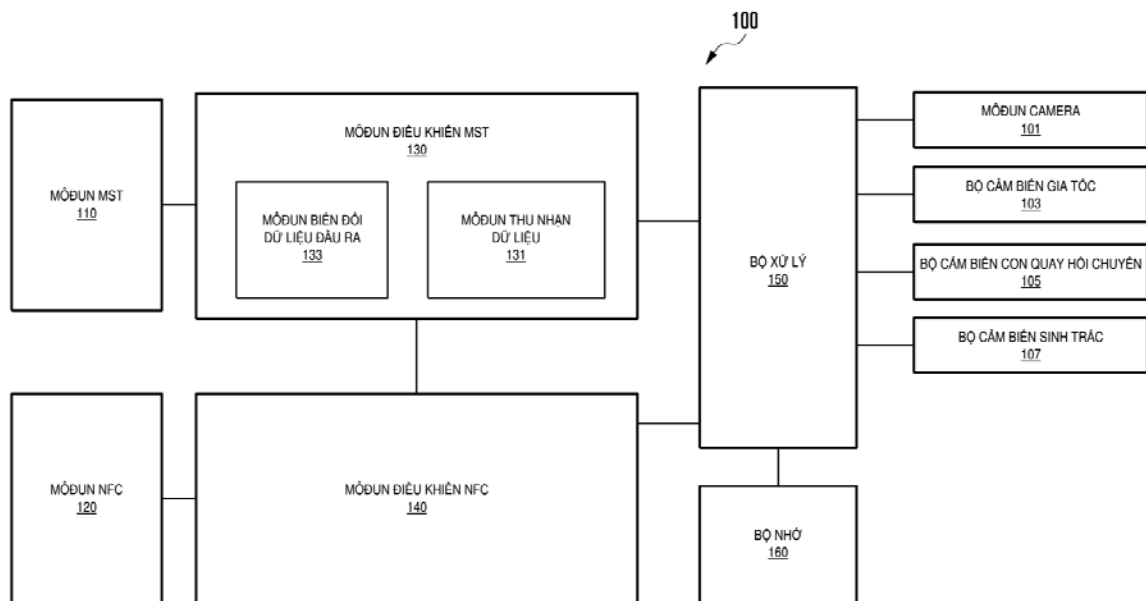 100
MÔĐUN MST
110
MÔĐUN ĐIỀU KHIỂN MST
130
MÔĐUN BIẾN ĐỔI
DỮ LIỆU ĐẦU RA
133
MÔĐUN THU NHẬN
DỮ LIỆU
131
BỘ XỬ LÝ
150
MÔĐUN CAMERA
101
BỘ CẢM BIẾN GIA TỐC
103
BỘ CẢM BIẾN CON QUAY HỒI CHUYỂN
105
BỘ CẢM BIẾN SINH TRẮC
107
MÔĐUN NFC
120
MÔĐUN ĐIỀU KHIỂN NFC
140
BỘ NHỚ
160